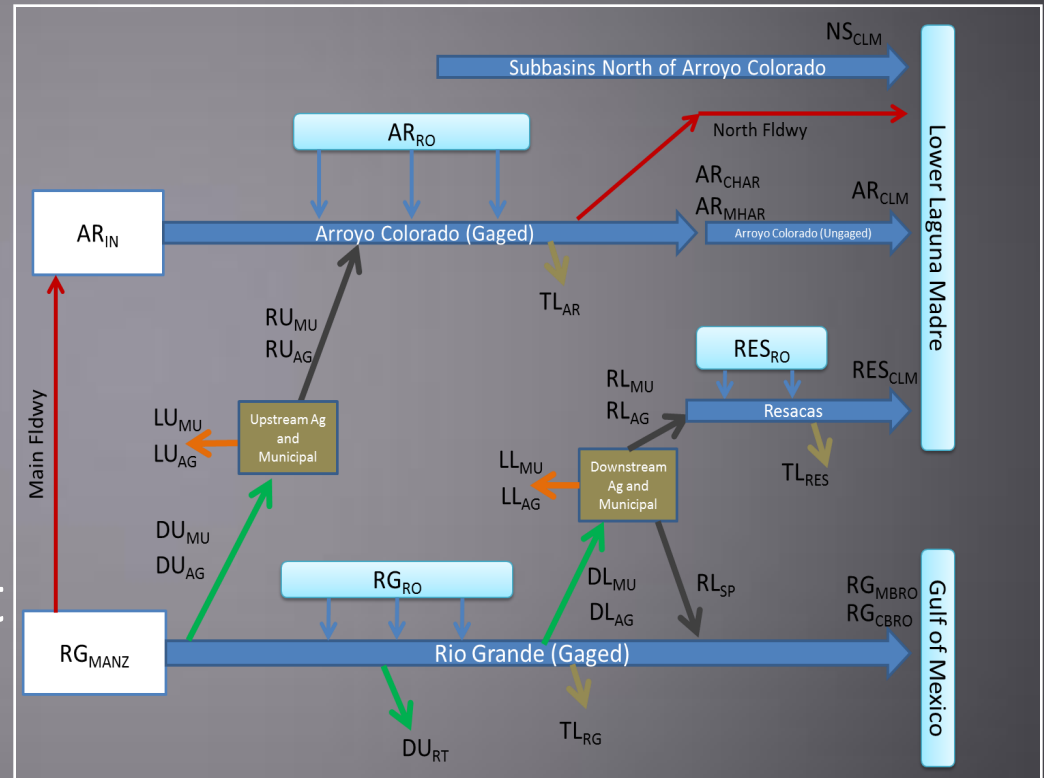 NS_CLM
Subbasins North of Arroyo Colorado
AR_RO
North Fldwy
AR_CHAR
AR_MHAR
AR_CLM
AR_IN
Arroyo Colorado (Gaged)
Arroyo Colorado (Ungaged)
Lower Laguna Madre
TL_AR
RU_MU
RU_AG
RES_RO
RES_CLM
RL_MU
RL_AG
Resacas
Main Fldwy
LU_MU
LU_AG
Upstream Ag
and
Municipal
LL_MU
LL_AG
Downstream
Ag and
Municipal
TL_RES
DU_MU
DU_AG
RG_RO
DL_MU
DL_AG
RL_SP
RG_MBRO
RG_CBRO
RG_MANZ
Rio Grande (Gaged)
Gulf of Mexico
DU_RT
TL_RG